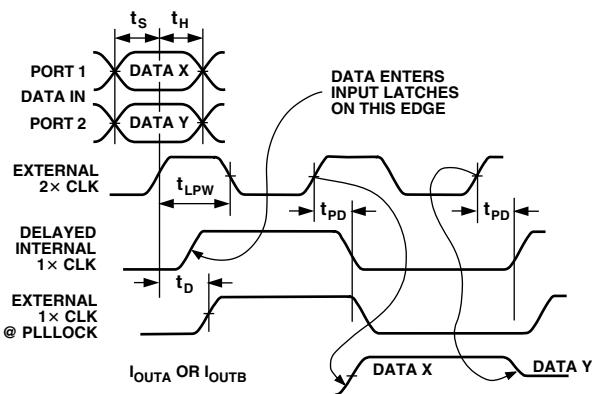 tS tH
PORT 1 DATA X
DATA IN
PORT 2 DATA Y
DATA ENTERS
INPUT LATCHES
ON THIS EDGE
EXTERNAL
2× CLK
tLPW
tPD
tPD
DELAYED
INTERNAL
1× CLK
tD
EXTERNAL
1× CLK
@ PLLLOCK
IOUTA OR IOUTB
DATA X
DATA Y